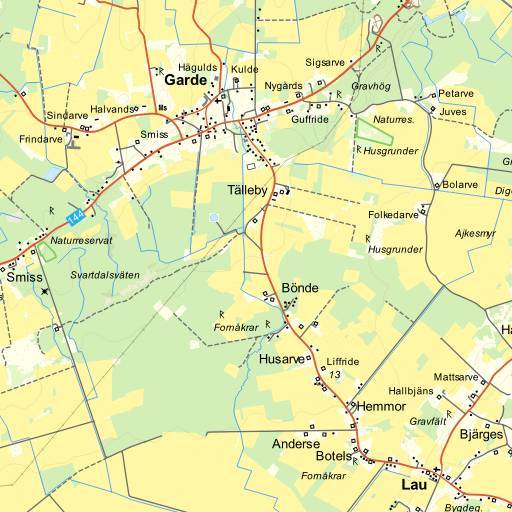 Sigsarve
Hägulds
Kulde
Garde
Nygårds
Gravhög
Petarve
Halvands
Ms
Sindarve
Juves
Guffride
Naturres.
Smiss
Frindarve
R
Husgrunder
Bolarve
Tälleby
R
144
Folkedarve
Ajkesmyr
Naturreservat
R
Husgrunder
Smiss
Svartdalsväten
Bönde
R
Fornåkrar
R
Husarve
Liffride
13
Mattsarve
Hallbjäns
Hemmor
R
Gravfält
Anderse
Bjärges
Botels
R
Fornåkrar
Lau
R
Bygdeg.